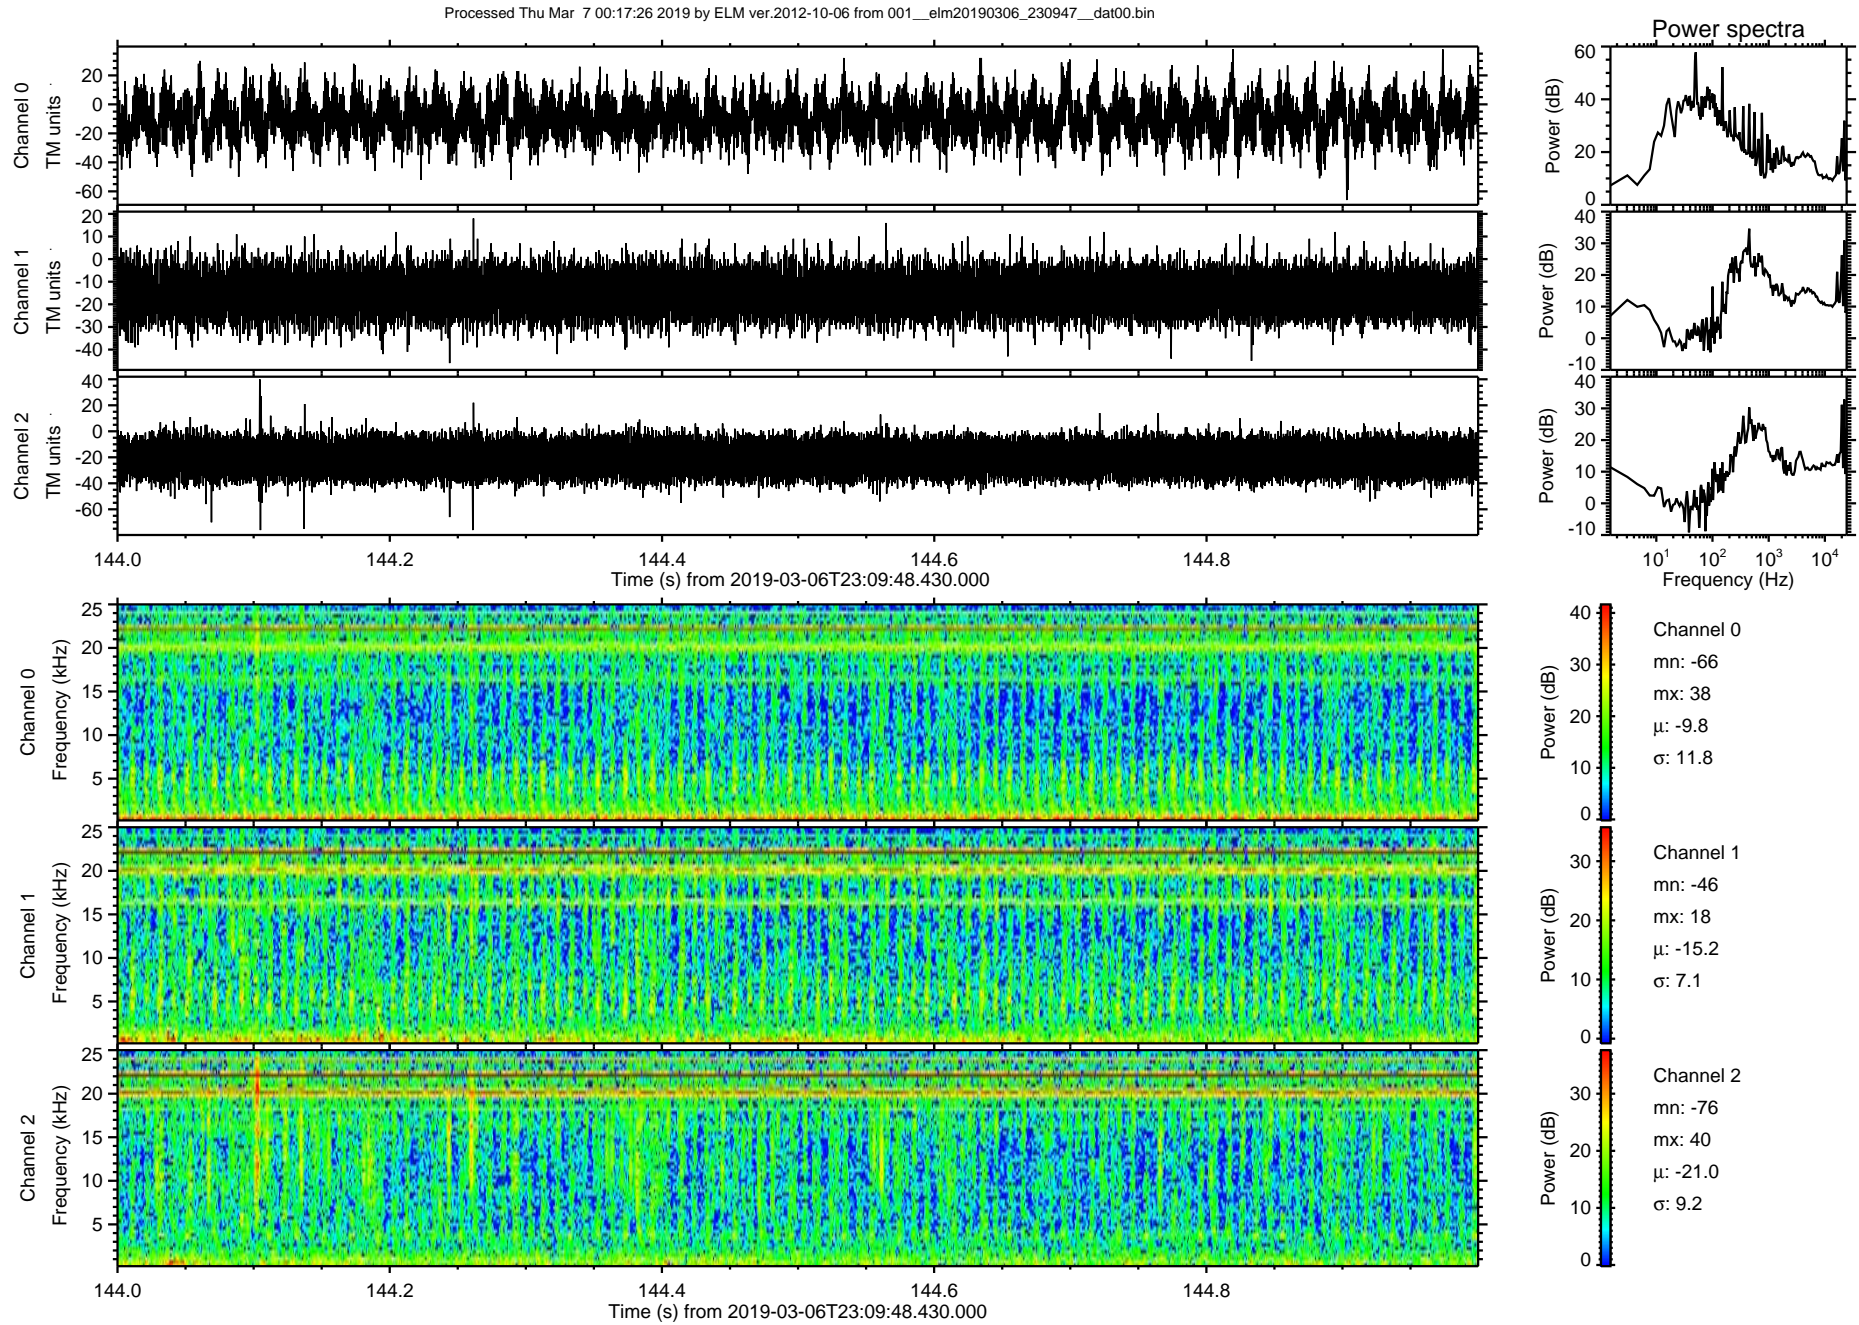 Processed Thu Mar 7 00:17:26 2019 by ELM ver.2012-10-06 from 001__elm20190306_230947__dat00.bin
Power spectra
Channel 0
TM units
20
0
-20
-40
-60
Power (dB)
60
40
20
0
Channel 1
TM units
20
10
0
-10
-20
-30
-40
Power (dB)
40
30
20
10
0
-10
Channel 2
TM units
40
20
0
-20
-40
-60
Power (dB)
40
30
20
10
0
-10
144.0 144.2 144.4 144.6 144.8
Time (s) from 2019-03-06T23:09:48.430.000
10¹ 10² 10³ 10⁴
Frequency (Hz)
Channel 0
Frequency (kHz)
25
20
15
10
5
Power (dB)
40
30
20
10
0
Channel 0
mn: -66
mx: 38
µ: -9.8
σ: 11.8
Channel 1
Frequency (kHz)
25
20
15
10
5
Power (dB)
30
20
10
0
Channel 1
mn: -46
mx: 18
µ: -15.2
σ: 7.1
Channel 2
Frequency (kHz)
25
20
15
10
5
Power (dB)
30
20
10
0
Channel 2
mn: -76
mx: 40
µ: -21.0
σ: 9.2
144.0 144.2 144.4 144.6 144.8
Time (s) from 2019-03-06T23:09:48.430.000